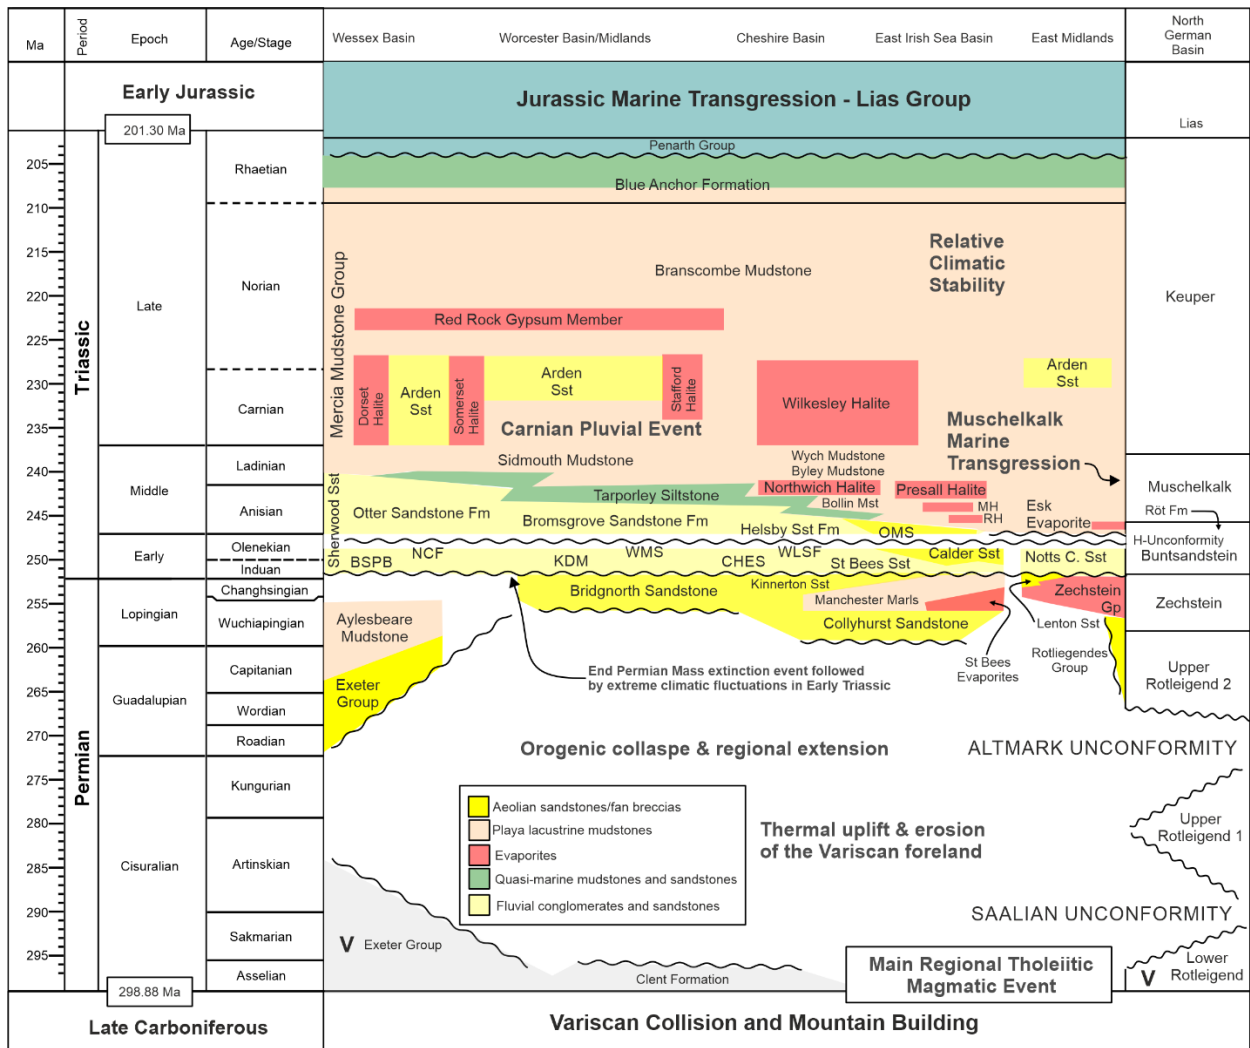 Ma
Period
Epoch
Age/Stage
Wessex Basin
Worcester Basin/Midlands
Cheshire Basin
East Irish Sea Basin
East Midlands
North
German
Basin
Early Jurassic
Jurassic Marine Transgression - Lias Group
Lias
201.30 Ma
Penarth Group
205
Rhaetian
Blue Anchor Formation
210
215
220
225
230
235
240
245
250
255
260
265
270
275
280
285
290
295
Triassic
Permian
Late
Middle
Early
Lopingian
Guadalupian
Cisuralian
Norian
Carnian
Ladinian
Anisian
Olenekian
Induan
Changhsingian
Wuchiapingian
Capitanian
Wordian
Roadian
Kungurian
Artinskian
Sakmarian
Asselian
298.88 Ma
Late Carboniferous
Mercia Mudstone Group
Sherwood Sst
Relative
Climatic
Stability
Branscombe Mudstone
Red Rock Gypsum Member
Dorset
Halite
Arden
Sst
Somerset
Halite
Arden
Sst
Stafford
Halite
Wilkesley Halite
Arden
Sst
Carnian Pluvial Event
Muschelkalk
Marine
Transgression
Sidmouth Mudstone
Wych Mudstone
Byley Mudstone
Northwich Halite
Presall Halite
Tarporley Siltstone
Bollin Mst
MH
RH
Esk
Evaporite
Otter Sandstone Fm
Bromsgrove Sandstone Fm
Helsby Sst Fm
OMS
BSPB
NCF
KDM
WMS
CHES
WLSF
St Bees Sst
Calder Sst
Notts C. Sst
Bridgnorth Sandstone
Kinnerton Sst
Manchester Marls
Collyhurst Sandstone
Zechstein
Gp
Lenton Sst
Rotliegendes
Group
St Bees
Evaporites
Aylesbeare
Mudstone
Exeter
Group
End Permian Mass extinction event followed
by extreme climatic fluctuations in Early Triassic
Orogenic collaspe & regional extension
ALTMARK UNCONFORMITY
Aeolian sandstones/fan breccias
Playa lacustrine mudstones
Evaporites
Quasi-marine mudstones and sandstones
Fluvial conglomerates and sandstones
Thermal uplift & erosion
of the Variscan foreland
SAALIAN UNCONFORMITY
V Exeter Group
Clent Formation
Main Regional Tholeiitic
Magmatic Event
Variscan Collision and Mountain Building
Keuper
Muschelkalk
Röt Fm
H-Unconformity
Buntsandstein
Zechstein
Upper
Rotleigend 2
Upper
Rotleigend 1
Lower
V Rotleigend